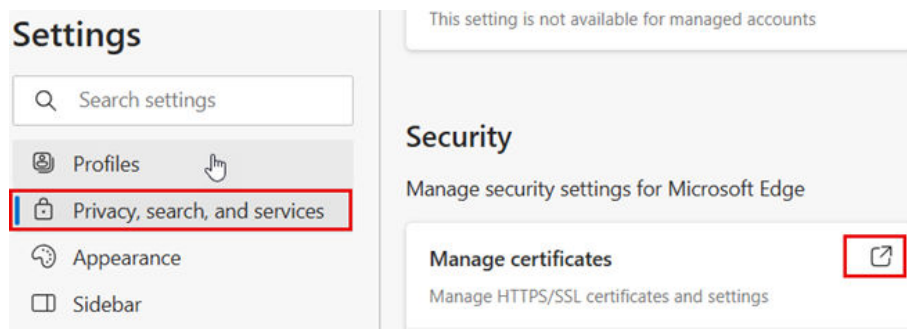 Settings
Search settings
Profiles
Privacy, search, and services
Appearance
Sidebar
This setting is not available for managed accounts
Security
Manage security settings for Microsoft Edge
Manage certificates
Manage HTTPS/SSL certificates and settings